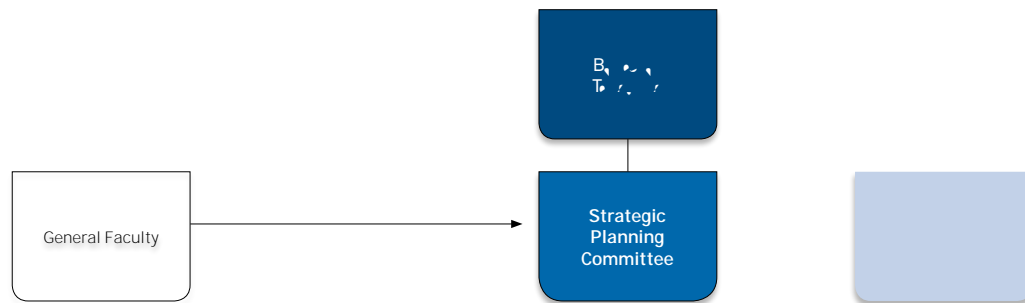 General Faculty
Strategic
Planning
Committee